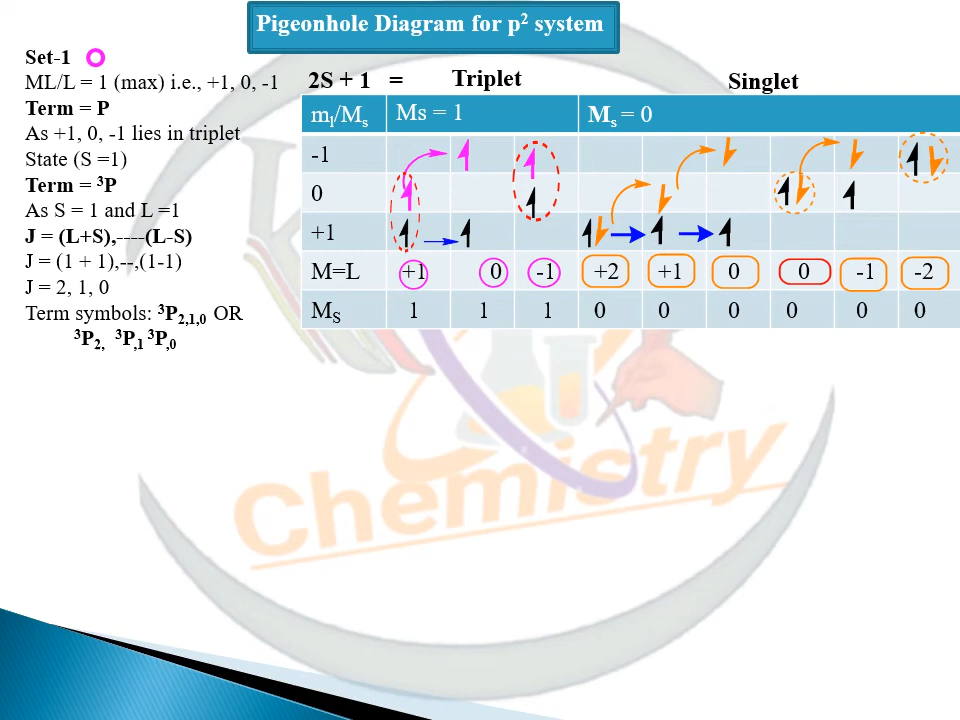 Pigeonhole Diagram for p² system
Set-1
ML/L = 1 (max) i.e., +1, 0, -1
Term = P
As +1, 0, -1 lies in triplet
State (S =1)
Term = ³P
As S = 1 and L =1
J = (L+S),----(L-S)
J = (1 + 1),--,(1-1)
J = 2, 1, 0
Term symbols: ³P₂,₁,₀ OR
³P₂, ³P,₁ ³P,₀
2S + 1 = Triplet Singlet
mₗ/Mₛ Ms = 1 Mₛ = 0
-1
0
+1
M=L +1 0 -1 +2 +1 0 0 -1 -2
M_S 1 1 1 0 0 0 0 0 0
Chemistry